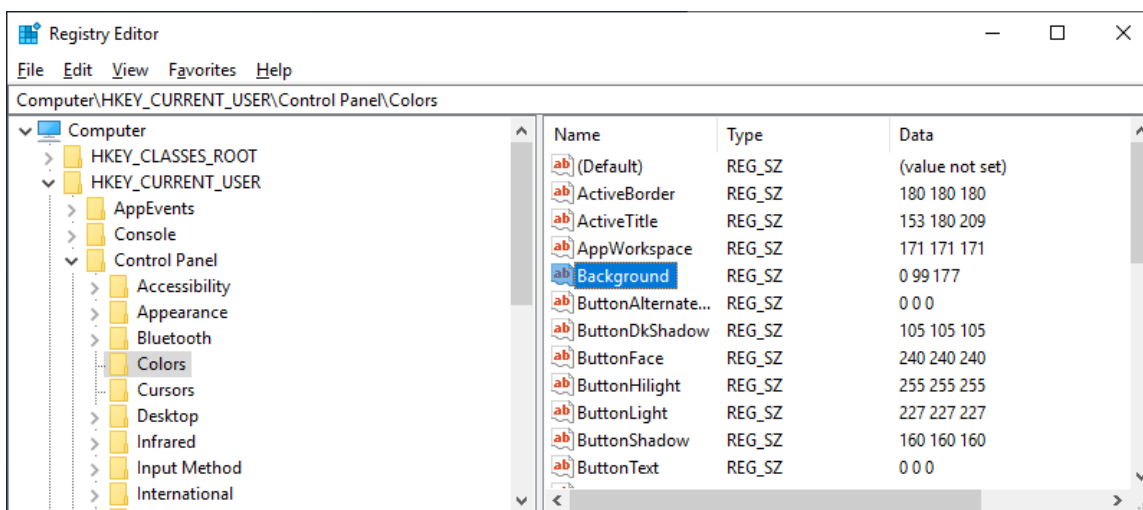 Registry Editor
File Edit View Favorites Help
Computer\HKEY_CURRENT_USER\Control Panel\Colors
Computer
HKEY_CLASSES_ROOT
HKEY_CURRENT_USER
AppEvents
Console
Control Panel
Accessibility
Appearance
Bluetooth
Colors
Cursors
Desktop
Infrared
Input Method
International
Name Type Data
(Default) REG_SZ (value not set)
ActiveBorder REG_SZ 180 180 180
ActiveTitle REG_SZ 153 180 209
AppWorkspace REG_SZ 171 171 171
Background REG_SZ 0 99 177
ButtonAlternate... REG_SZ 0 0 0
ButtonDkShadow REG_SZ 105 105 105
ButtonFace REG_SZ 240 240 240
ButtonHilight REG_SZ 255 255 255
ButtonLight REG_SZ 227 227 227
ButtonShadow REG_SZ 160 160 160
ButtonText REG_SZ 0 0 0